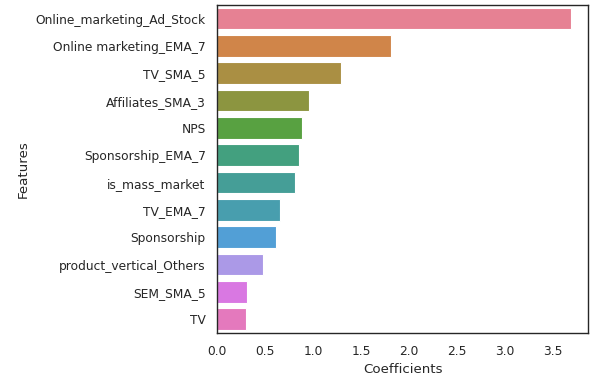 Online_marketing_Ad_Stock
Online marketing_EMA_7
TV_SMA_5
Affiliates_SMA_3
NPS
Sponsorship_EMA_7
is_mass_market
TV_EMA_7
Sponsorship
product_vertical_Others
SEM_SMA_5
TV
Features
0.0 0.5 1.0 1.5 2.0 2.5 3.0 3.5
Coefficients